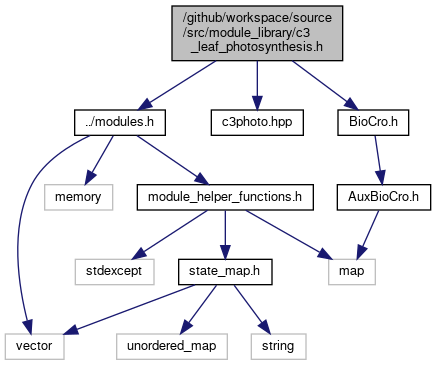 /github/workspace/source
/src/module_library/c3
_leaf_photosynthesis.h
../modules.h
c3photo.hpp
BioCro.h
memory
module_helper_functions.h
AuxBioCro.h
stdexcept
state_map.h
map
vector
unordered_map
string